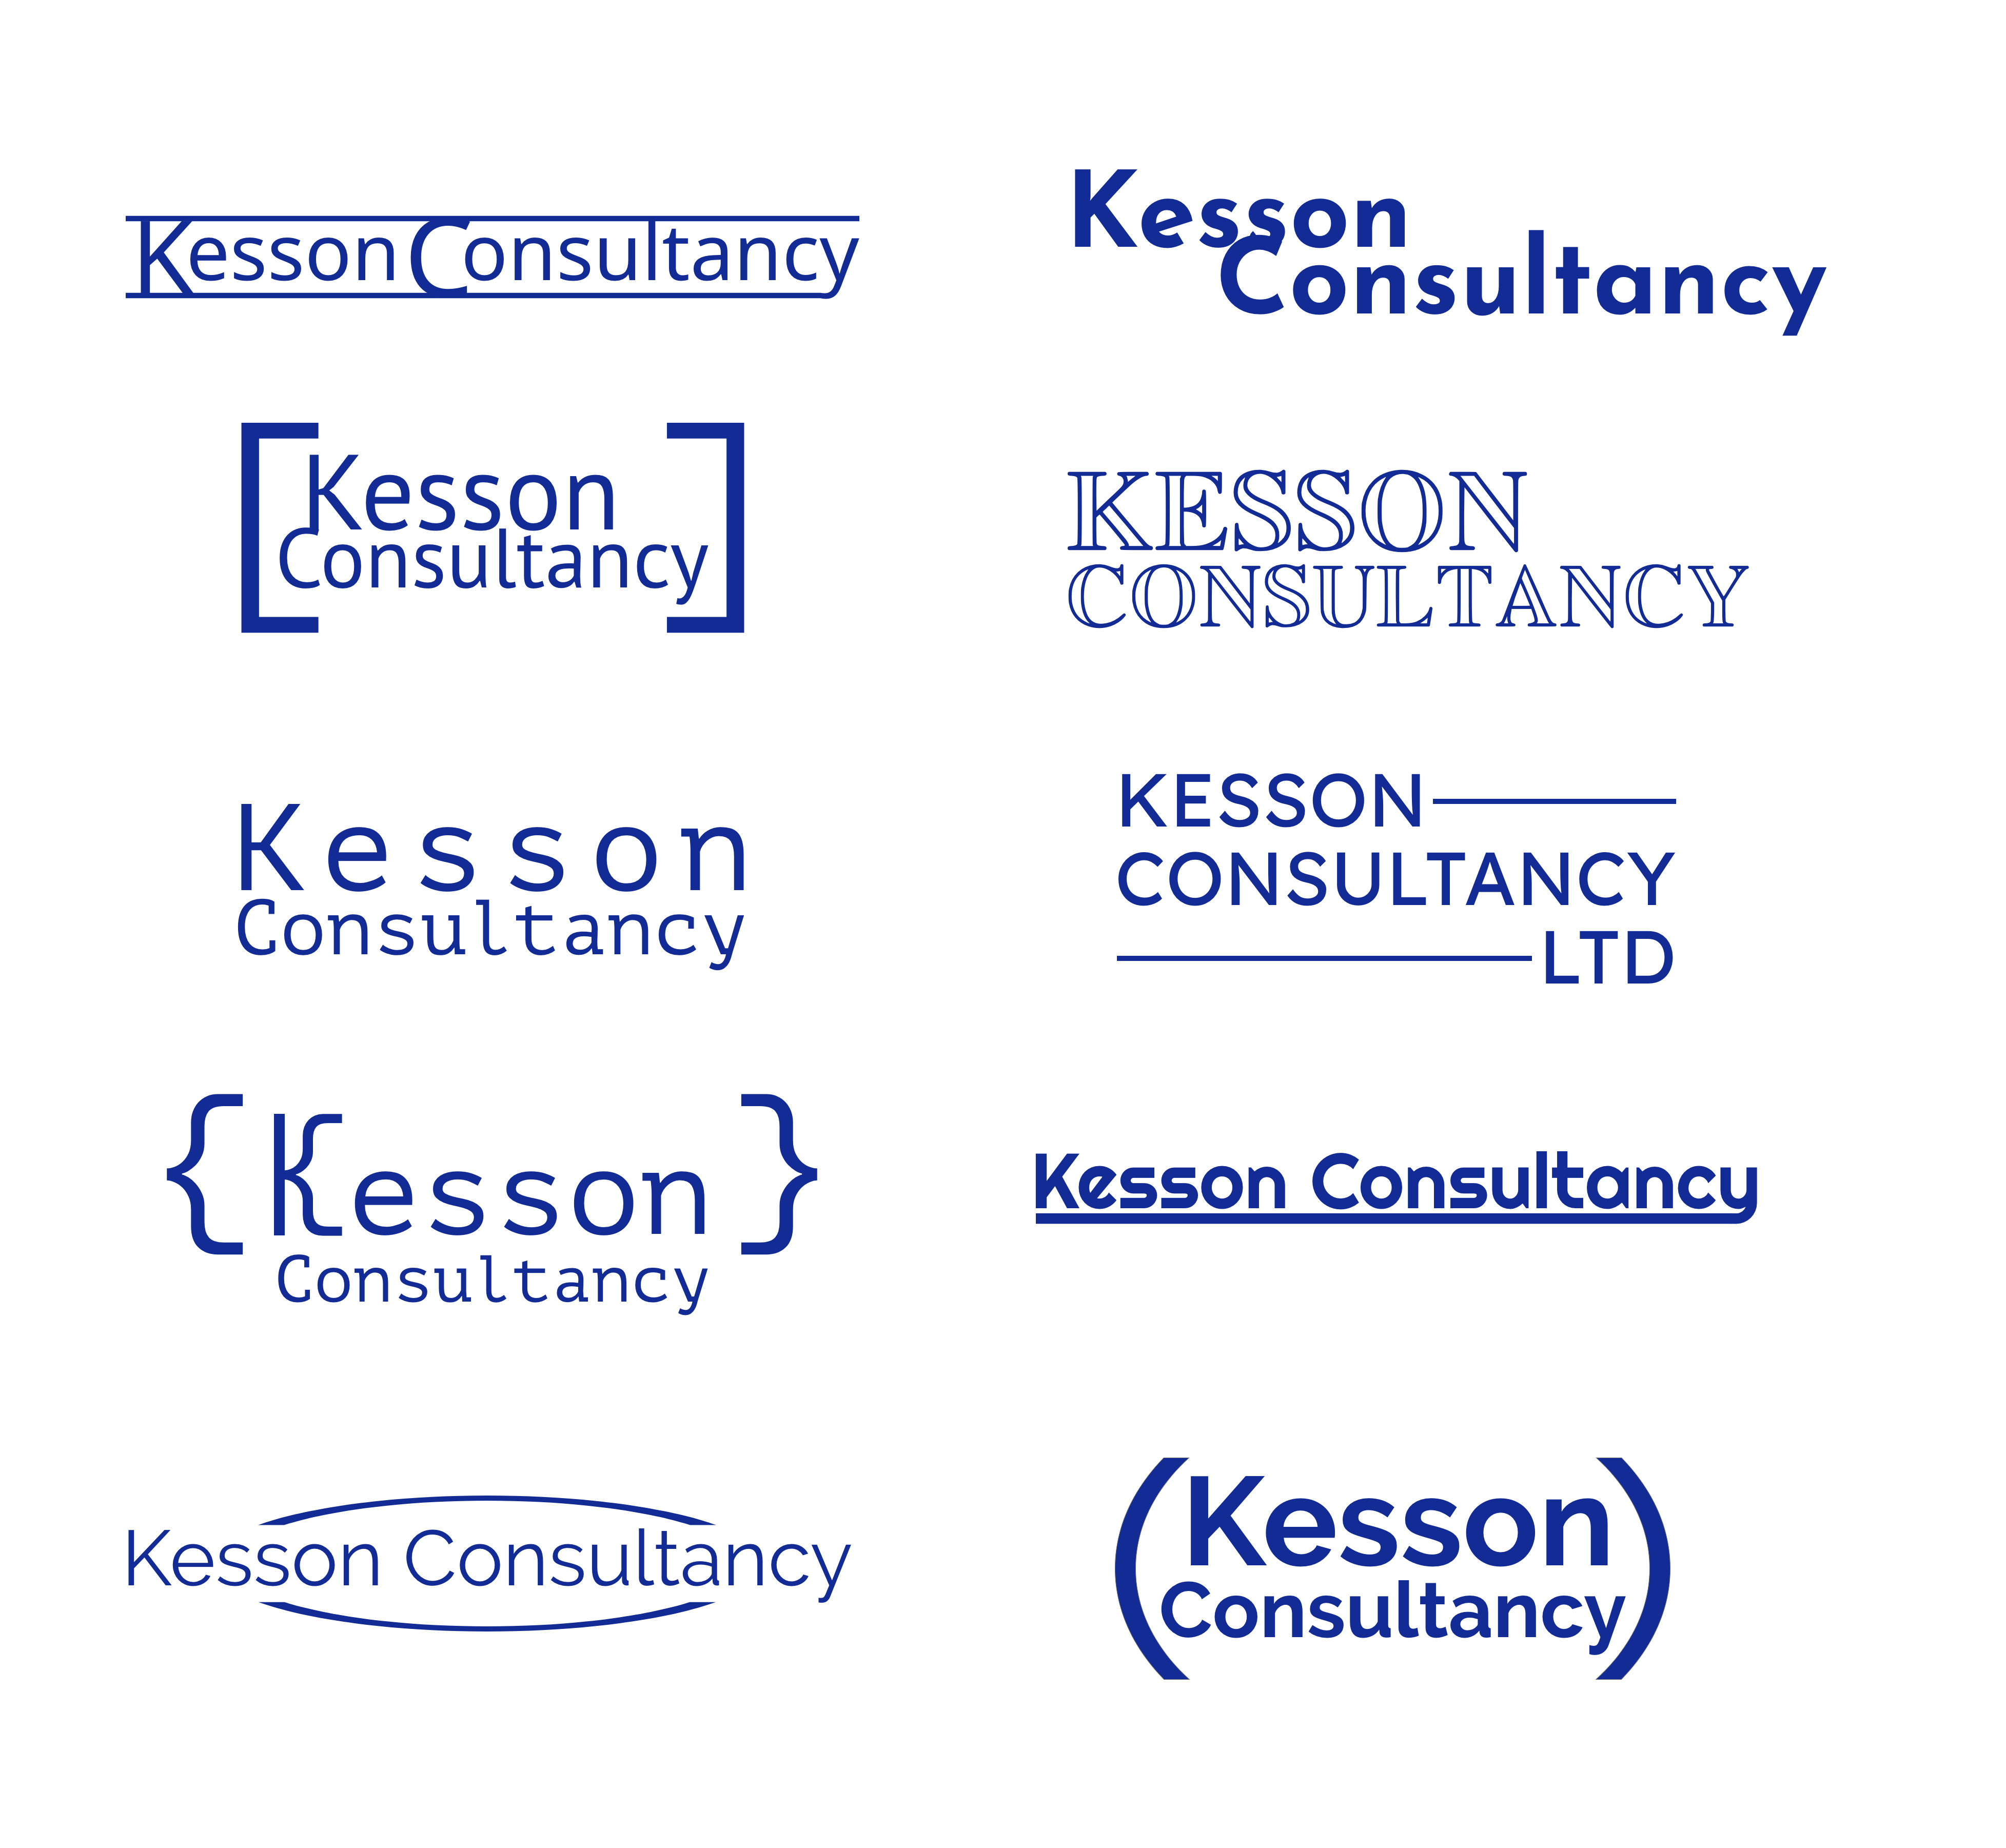 Kesson Consultancy
Kesson
Consultancy
[Kesson
Consultancy]
KESSON
CONSULTANCY
Kesson
Consultancy
KESSON
CONSULTANCY
LTD
{Kesson}
Consultancy
Kesson Consultancy
Kesson Consultancy
(Kesson
Consultancy)